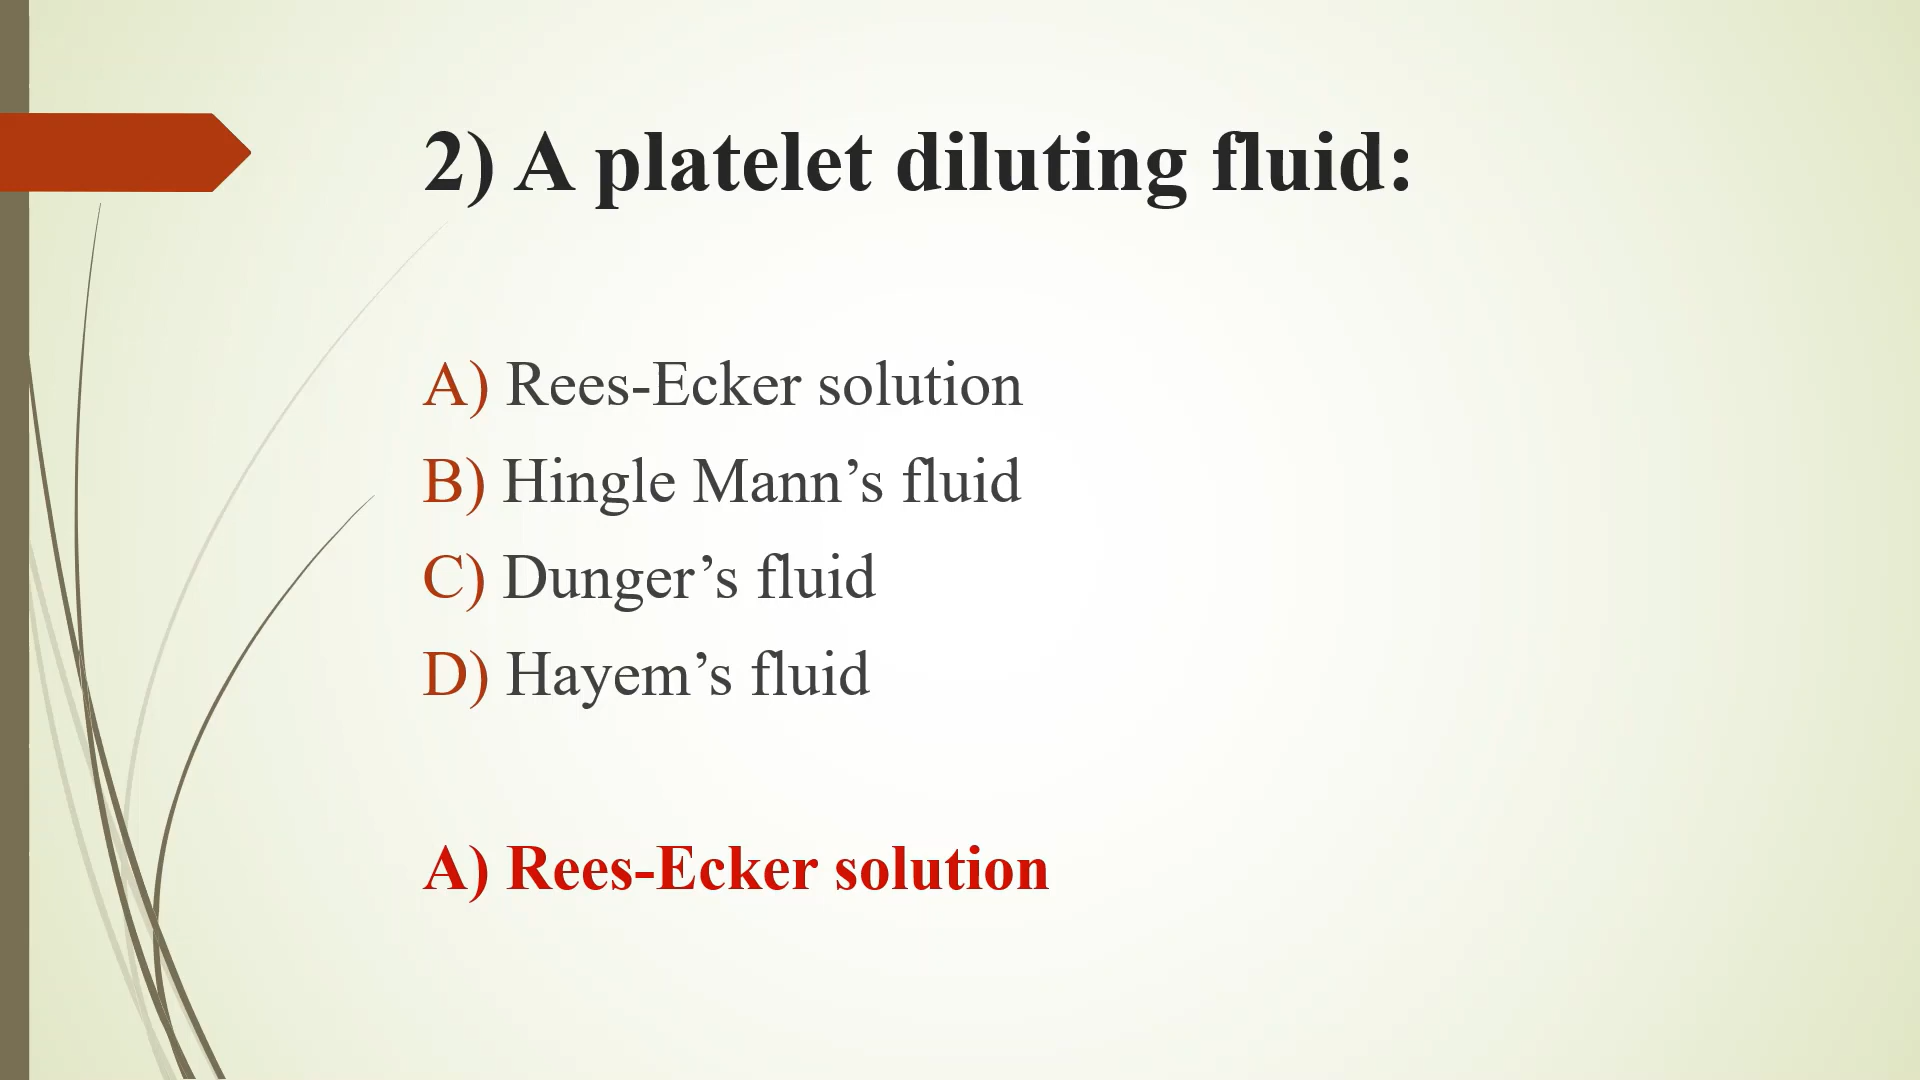 2) A platelet diluting fluid:
A) Rees-Ecker solution
B) Hingle Mann’s fluid
C) Dunger’s fluid
D) Hayem’s fluid
A) Rees-Ecker solution